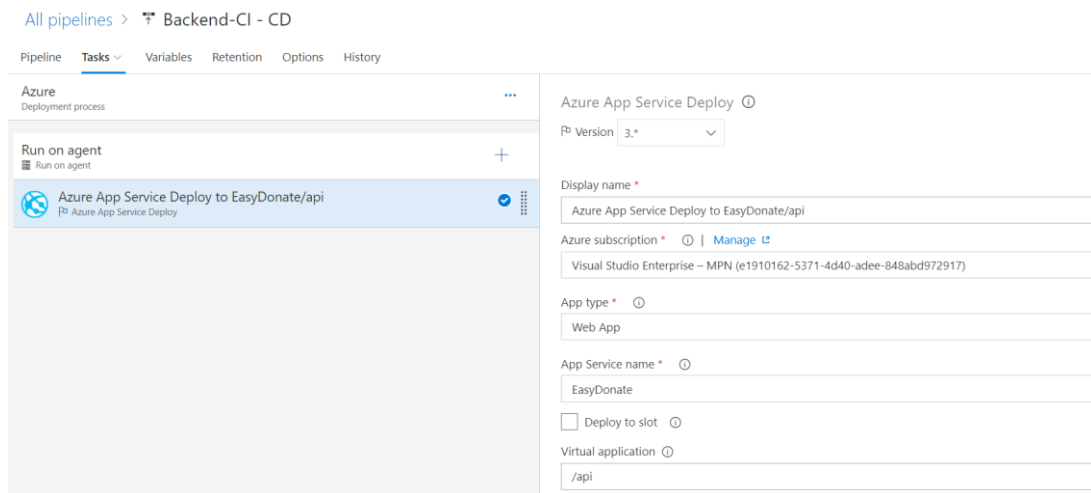 All pipelines > Backend-CI - CD
Pipeline Tasks Variables Retention Options History
Azure
Deployment process
...
Run on agent
Run on agent
Azure App Service Deploy to EasyDonate/api
Azure App Service Deploy
Azure App Service Deploy
Version 3.*
Display name *
Azure App Service Deploy to EasyDonate/api
Azure subscription * | Manage
Visual Studio Enterprise – MPN (e1910162-5371-4d40-adee-848abd972917)
App type *
Web App
App Service name *
EasyDonate
Deploy to slot
Virtual application
/api